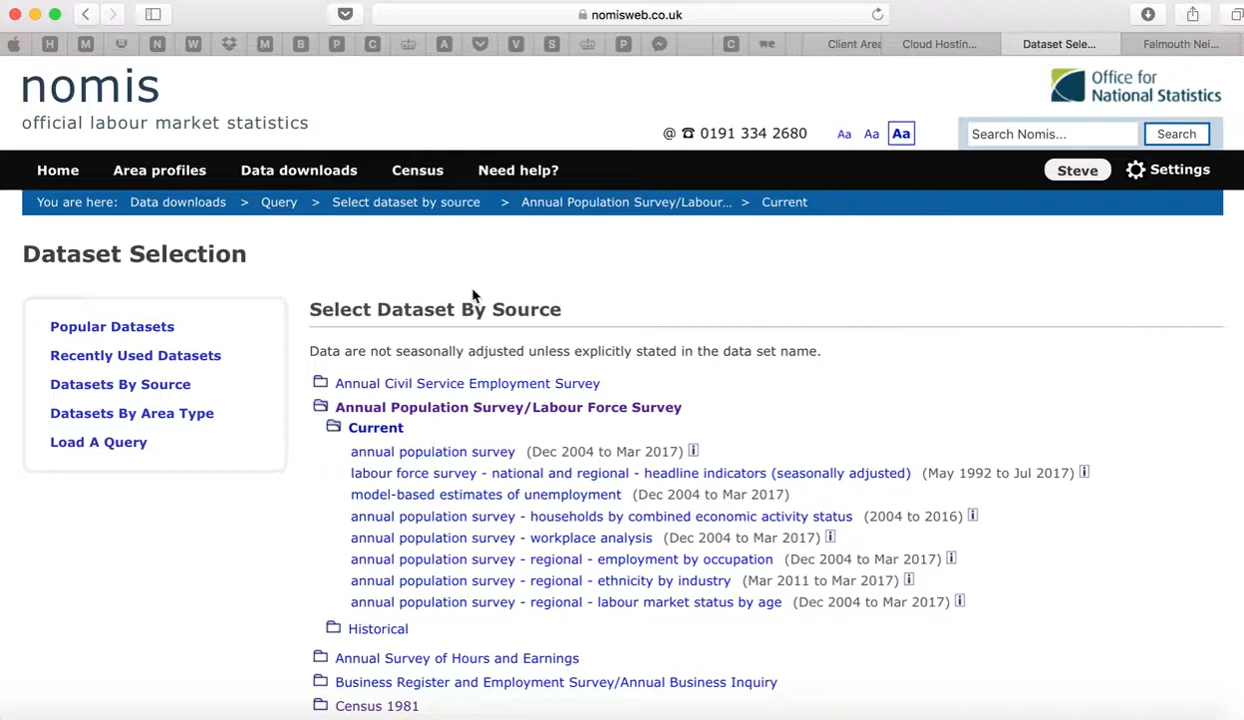 nomisweb.co.uk
H M N W M B P C A V S P C we Client Area Cloud Hostin... Dataset Sele... Falmouth Nei...
nomis
official labour market statistics
Office for
National Statistics
@ ☎ 0191 334 2680 Aa Aa Aa Search Nomis... Search
Home Area profiles Data downloads Census Need help? Steve Settings
You are here: Data downloads > Query > Select dataset by source > Annual Population Survey/Labour... > Current
Dataset Selection
Popular Datasets
Recently Used Datasets
Datasets By Source
Datasets By Area Type
Load A Query
Select Dataset By Source
Data are not seasonally adjusted unless explicitly stated in the data set name.
Annual Civil Service Employment Survey
Annual Population Survey/Labour Force Survey
Current
annual population survey (Dec 2004 to Mar 2017) i
labour force survey - national and regional - headline indicators (seasonally adjusted) (May 1992 to Jul 2017) i
model-based estimates of unemployment (Dec 2004 to Mar 2017)
annual population survey - households by combined economic activity status (2004 to 2016) i
annual population survey - workplace analysis (Dec 2004 to Mar 2017) i
annual population survey - regional - employment by occupation (Dec 2004 to Mar 2017) i
annual population survey - regional - ethnicity by industry (Mar 2011 to Mar 2017) i
annual population survey - regional - labour market status by age (Dec 2004 to Mar 2017) i
Historical
Annual Survey of Hours and Earnings
Business Register and Employment Survey/Annual Business Inquiry
Census 1981